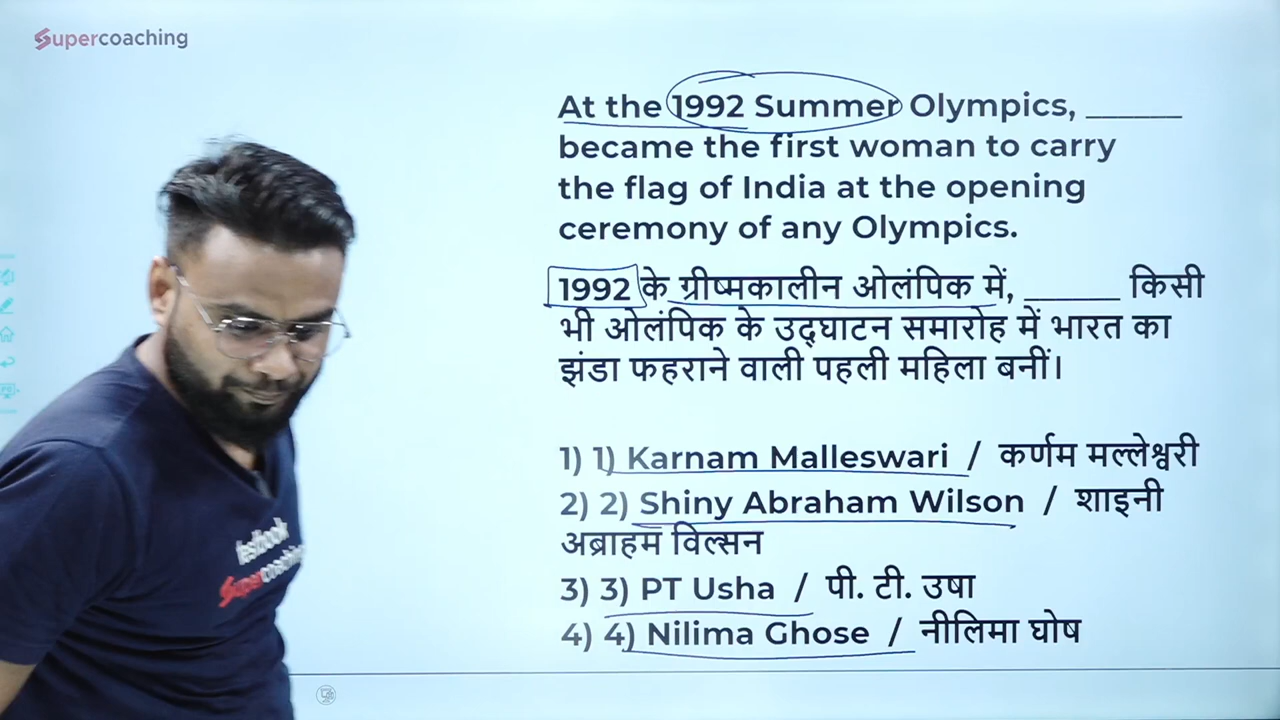 Supercoaching
At the 1992 Summer Olympics, ______
became the first woman to carry
the flag of India at the opening
ceremony of any Olympics.
1992 के ग्रीष्मकालीन ओलंपिक में, ______ किसी
भी ओलंपिक के उद्घाटन समारोह में भारत का
झंडा फहराने वाली पहली महिला बनीं।
1) 1) Karnam Malleswari / कर्णम मल्लेश्वरी
2) 2) Shiny Abraham Wilson / शाइनी
अब्राहम विल्सन
3) 3) PT Usha / पी. टी. उषा
4) 4) Nilima Ghose / नीलिमा घोष
testbook
Supercoaching